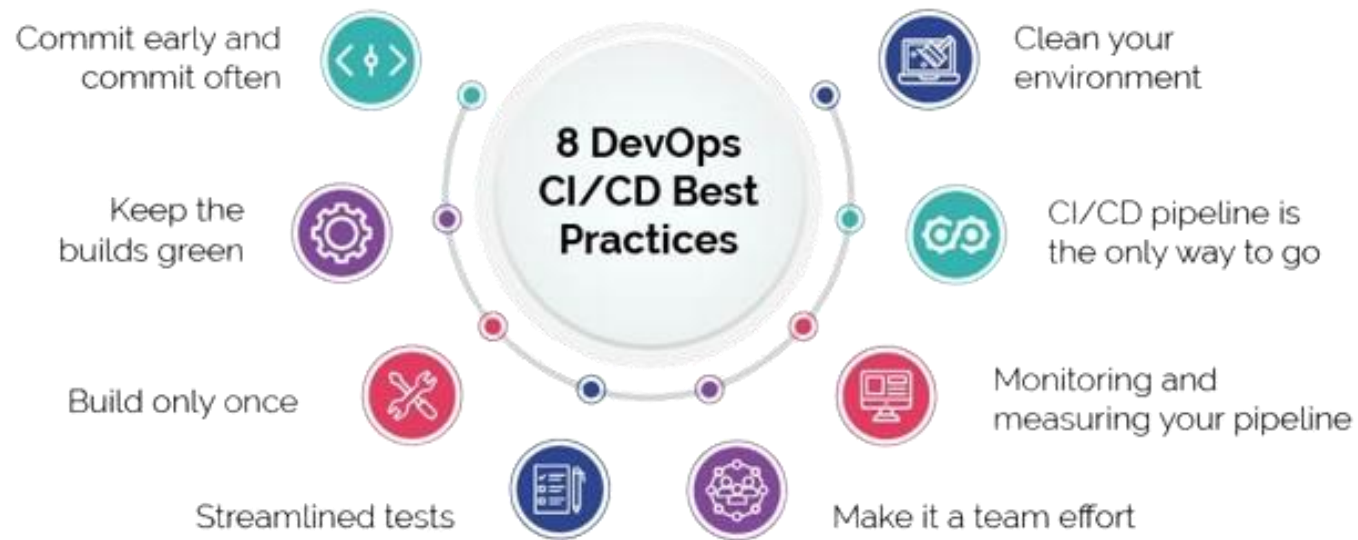 8 DevOps
CI/CD Best
Practices
Commit early and
commit often
Keep the
builds green
Build only once
Streamlined tests
Make it a team effort
Monitoring and
measuring your pipeline
CI/CD pipeline is
the only way to go
Clean your
environment